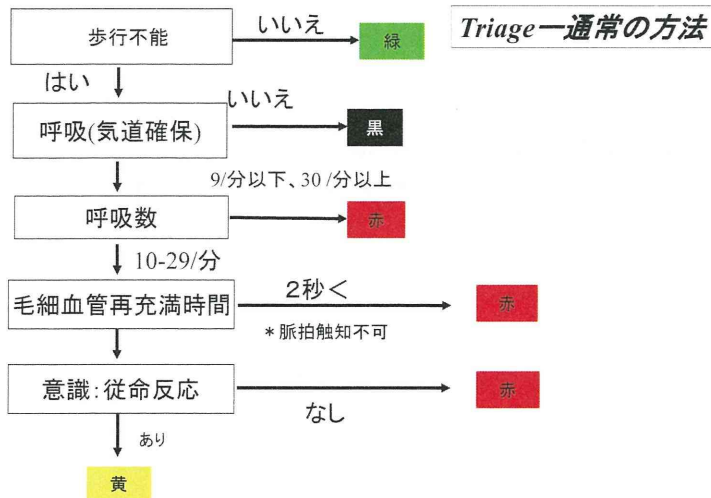 Triageー通常の方法
歩行不能
いいえ
緑
はい
呼吸(気道確保)
いいえ
黒
9/分以下、30/分以上
呼吸数
赤
10-29/分
毛細血管再充満時間
2秒<
赤
*脈拍触知不可
意識:従命反応
なし
赤
あり
黄